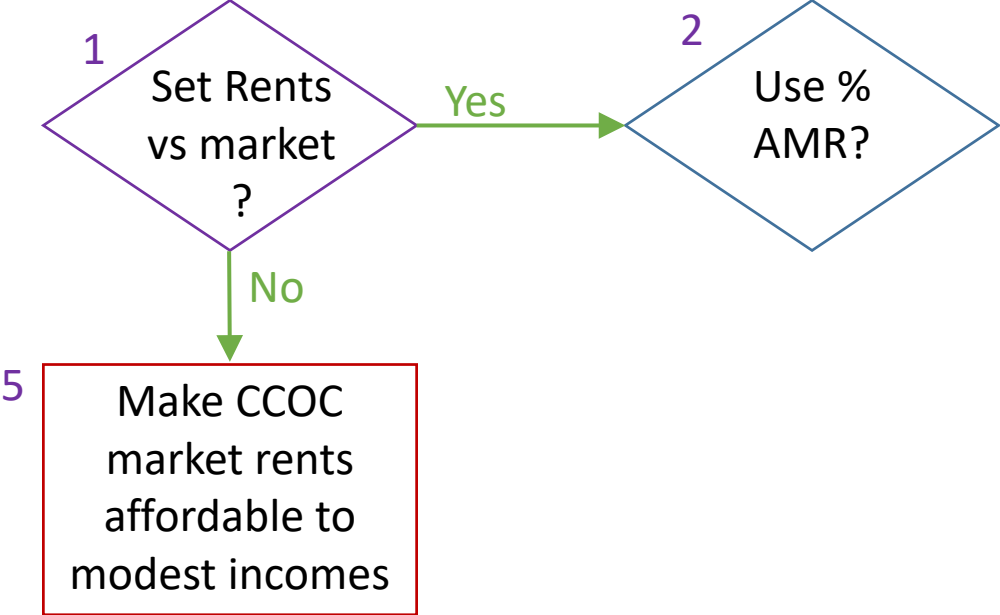 1
Set Rents
vs market
?
Yes
2
Use %
AMR?
No
5
Make CCOC
market rents
affordable to
modest incomes